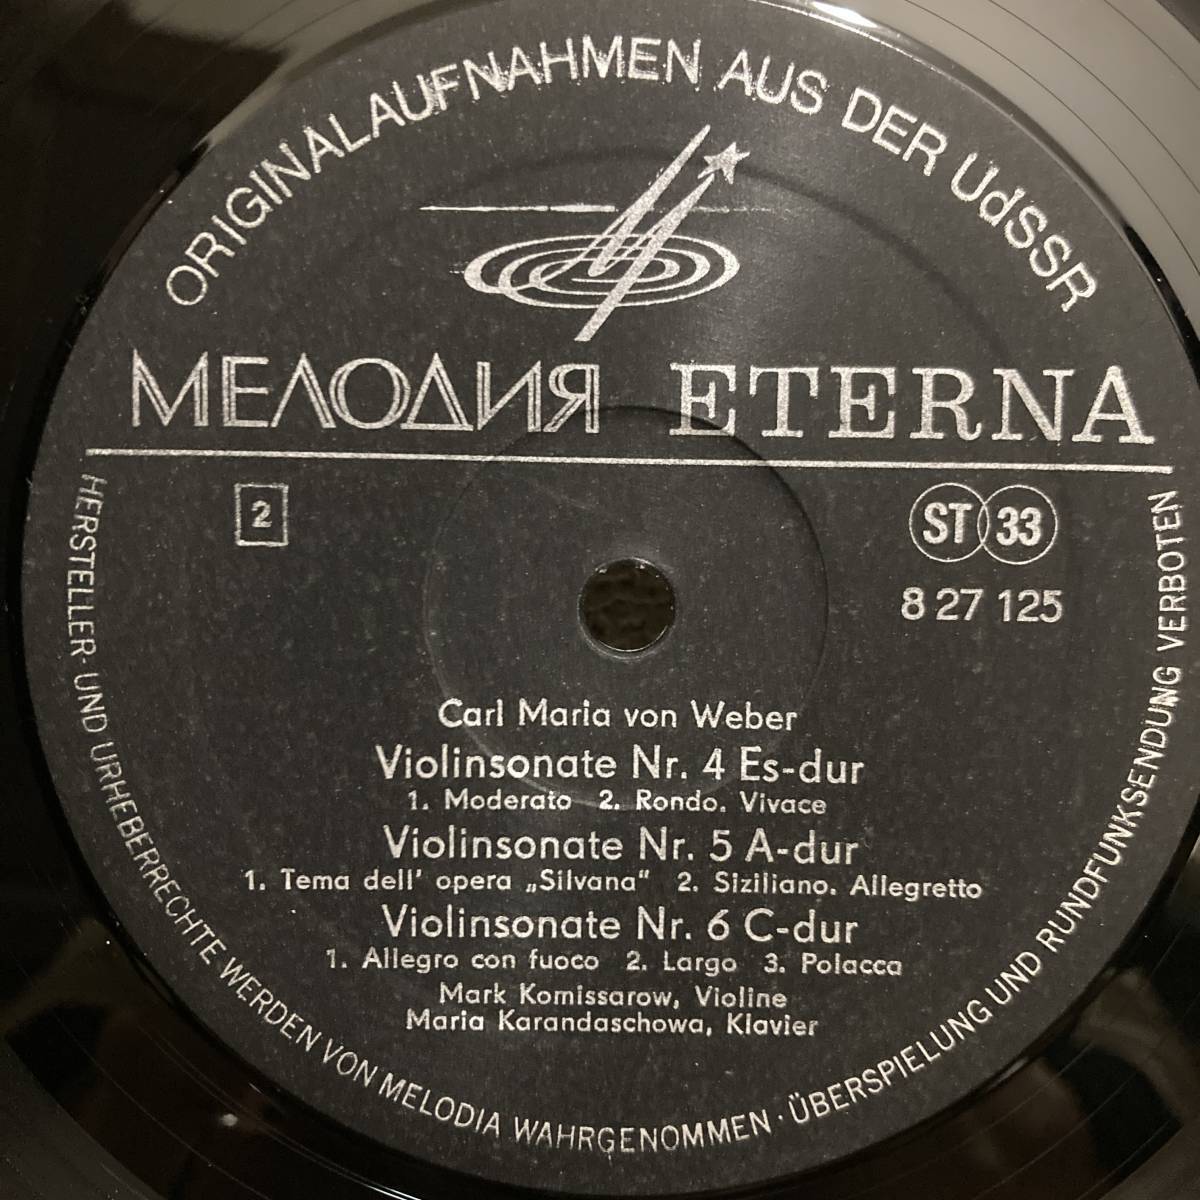 ORIGINALAUFNAHMEN AUS DER UdSSR
МЕЛОДИЯ ETERNA
2
ST 33
8 27 125
Carl Maria von Weber
Violinsonate Nr. 4 Es-dur
1. Moderato 2. Rondo. Vivace
Violinsonate Nr. 5 A-dur
1. Tema dell' opera „Silvana“ 2. Siziliano. Allegretto
Violinsonate Nr. 6 C-dur
1. Allegro con fuoco 2. Largo 3. Polacca
Mark Komissarow, Violine
Maria Karandaschowa, Klavier
HERSTELLER- UND URHEBERRECHTE WERDEN VON MELODIA WAHRGENOMMEN · ÜBERSPIELUNG UND RUNDFUNKSENDUNG VERBOTEN